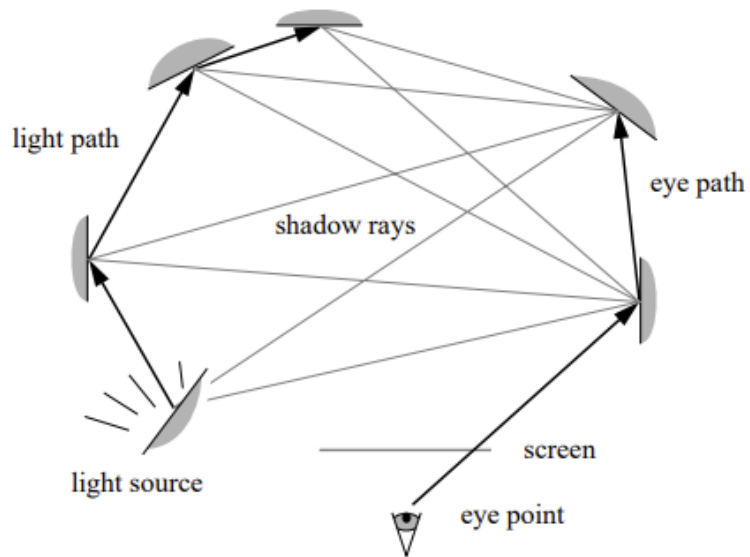 light path
eye path
shadow rays
screen
light source
eye point